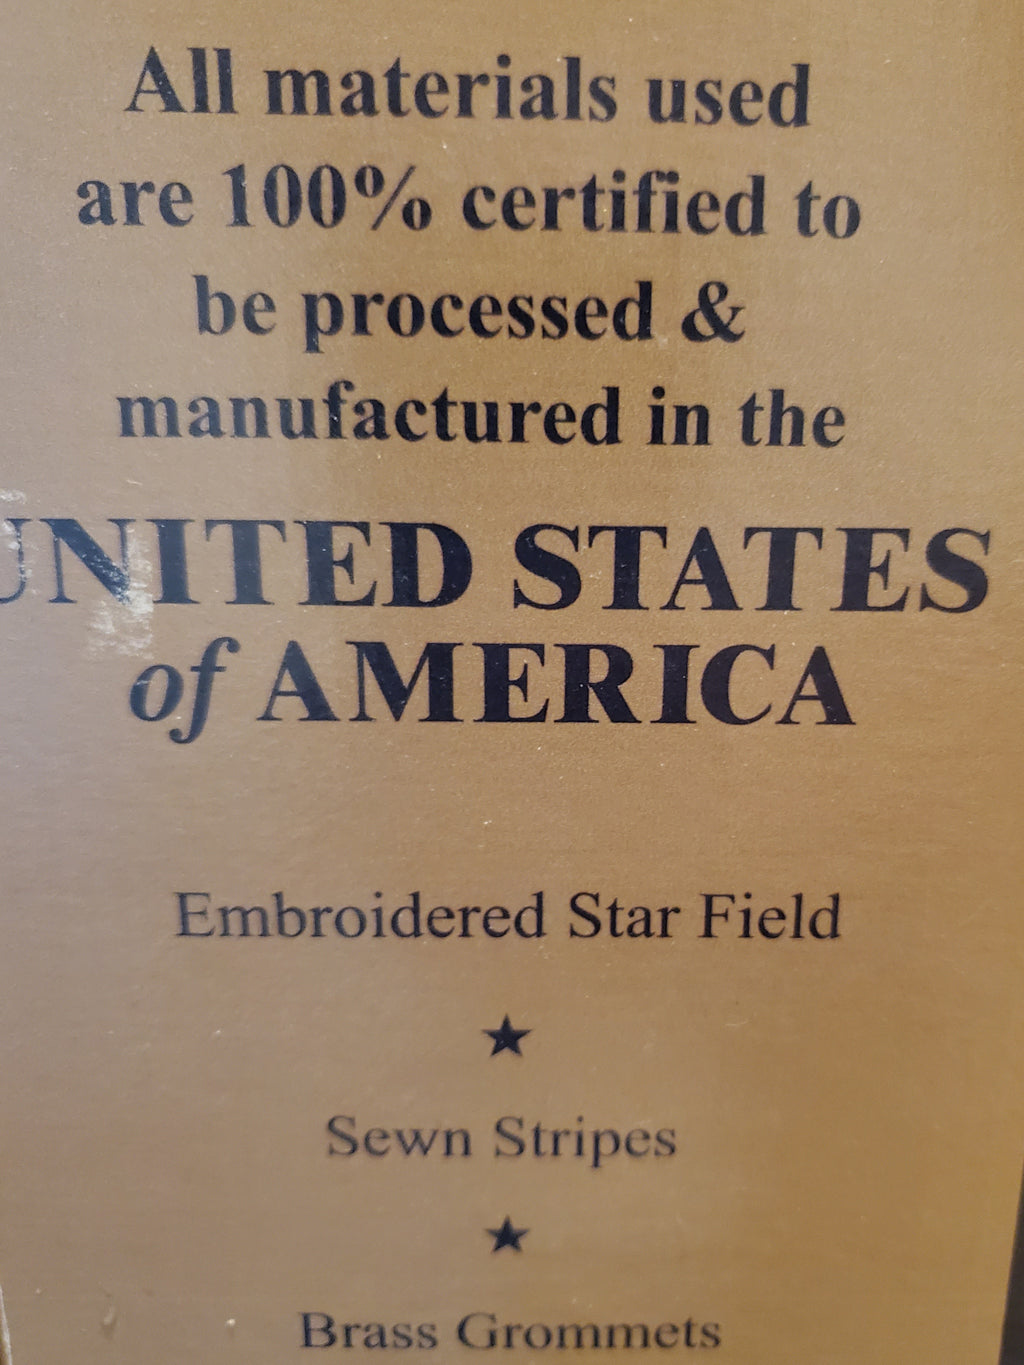 All materials used
are 100% certified to
be processed &
manufactured in the
UNITED STATES
of AMERICA
Embroidered Star Field
★
Sewn Stripes
★
Brass Grommets